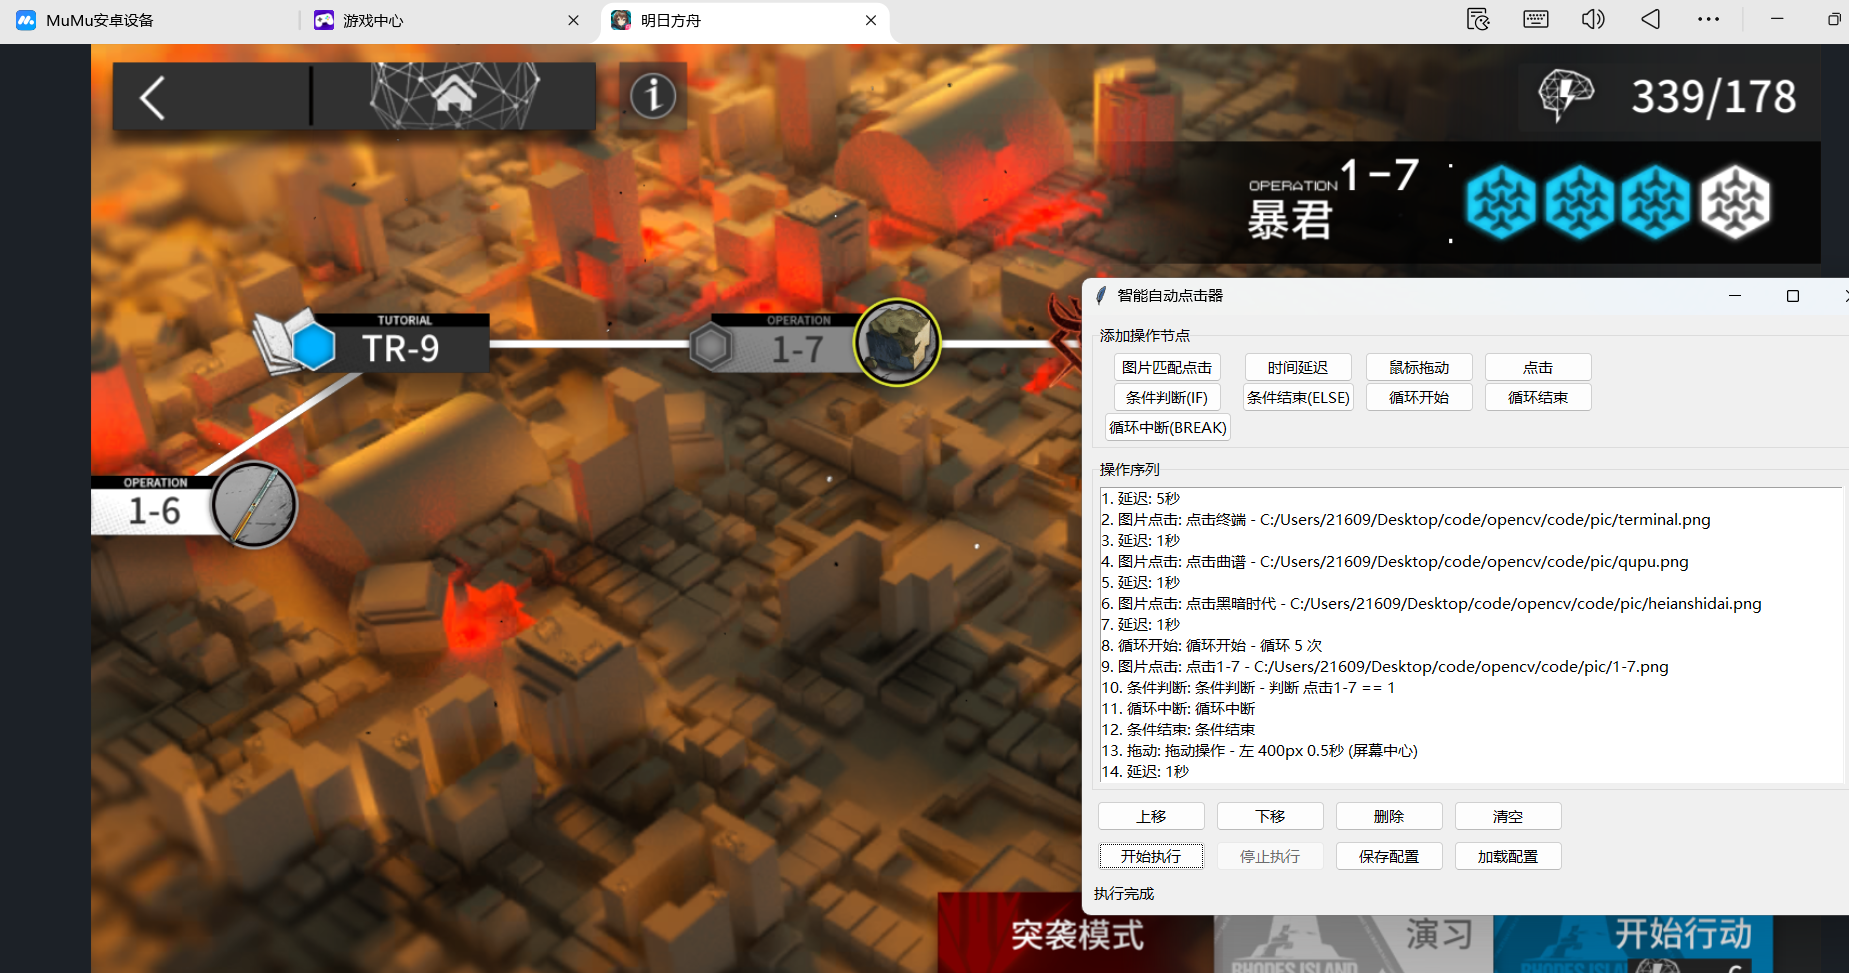 MuMu安卓设备
游戏中心
明日方舟
339/178
OPERATION 1-7
暴君
TUTORIAL
TR-9
OPERATION
1-7
OPERATION
1-6
智能自动点击器
添加操作节点
图片匹配点击 时间延迟 鼠标拖动 点击
条件判断(IF) 条件结束(ELSE) 循环开始 循环结束
循环中断(BREAK)
操作序列
1. 延迟: 5秒
2. 图片点击: 点击终端 - C:/Users/21609/Desktop/code/opencv/code/pic/terminal.png
3. 延迟: 1秒
4. 图片点击: 点击曲谱 - C:/Users/21609/Desktop/code/opencv/code/pic/qupu.png
5. 延迟: 1秒
6. 图片点击: 点击黑暗时代 - C:/Users/21609/Desktop/code/opencv/code/pic/heianshidai.png
7. 延迟: 1秒
8. 循环开始: 循环开始 - 循环 5 次
9. 图片点击: 点击1-7 - C:/Users/21609/Desktop/code/opencv/code/pic/1-7.png
10. 条件判断: 条件判断 - 判断 点击1-7 == 1
11. 循环中断: 循环中断
12. 条件结束: 条件结束
13. 拖动: 拖动操作 - 左 400px 0.5秒 (屏幕中心)
14. 延迟: 1秒
上移 下移 删除 清空
开始执行 停止执行 保存配置 加载配置
执行完成
突袭模式
演习
开始行动
RHODES ISLAND